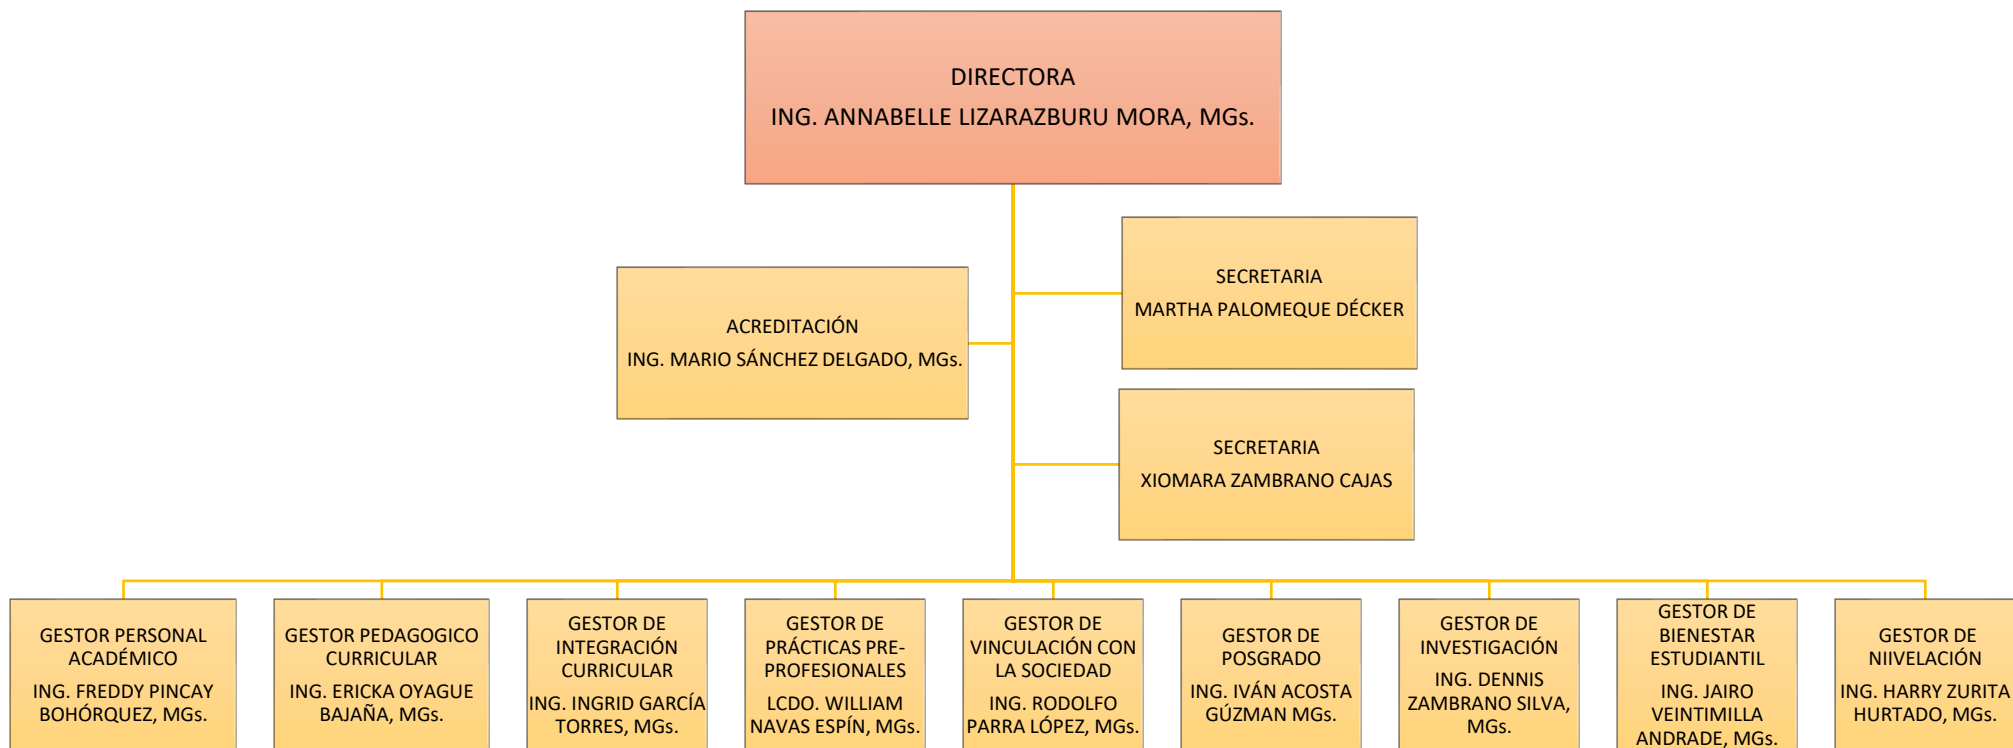 DIRECTORA
ING. ANNABELLE LIZARAZBURU MORA, MGs.
SECRETARIA
MARTHA PALOMEQUE DÉCKER
ACREDITACIÓN
ING. MARIO SÁNCHEZ DELGADO, MGs.
SECRETARIA
XIOMARA ZAMBRANO CAJAS
GESTOR PERSONAL
ACADÉMICO
ING. FREDDY PINCAY
BOHÓRQUEZ, MGs.
GESTOR PEDAGOGICO
CURRICULAR
ING. ERICKA OYAGUE
BAJAÑA, MGs.
GESTOR DE
INTEGRACIÓN
CURRICULAR
ING. INGRID GARCÍA
TORRES, MGs.
GESTOR DE
PRÁCTICAS PRE-
PROFESIONALES
LCDO. WILLIAM
NAVAS ESPÍN, MGs.
GESTOR DE
VINCULACIÓN CON
LA SOCIEDAD
ING. RODOLFO
PARRA LÓPEZ, MGs.
GESTOR DE
POSGRADO
ING. IVÁN ACOSTA
GÚZMAN MGs.
GESTOR DE
INVESTIGACIÓN
ING. DENNIS
ZAMBRANO SILVA,
MGs.
GESTOR DE
BIENESTAR
ESTUDIANTIL
ING. JAIRO
VEINTIMILLA
ANDRADE, MGs.
GESTOR DE
NIIVELACIÓN
ING. HARRY ZURITA
HURTADO, MGs.